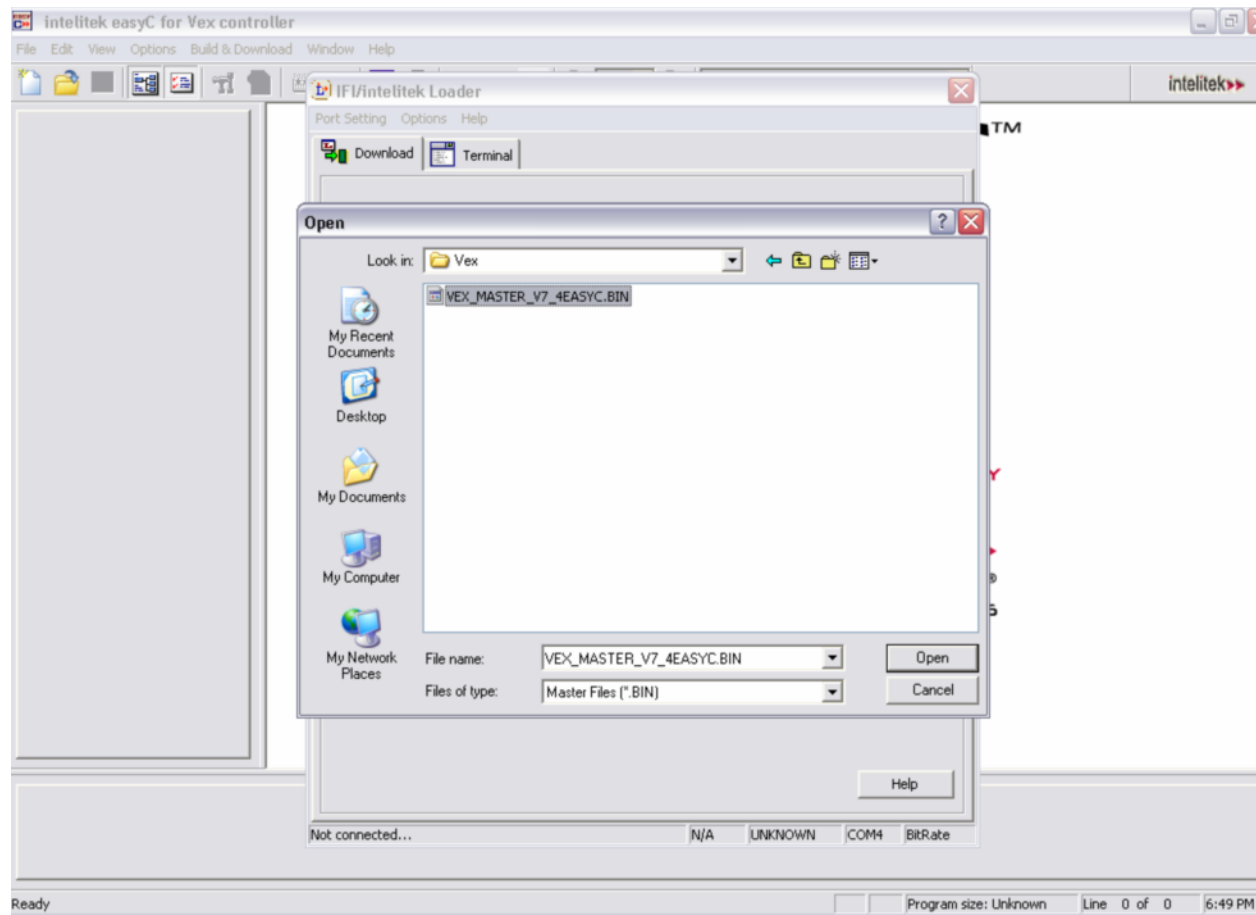 intelitek easyC for Vex controller
File Edit View Options Build & Download Window Help
intelitek
IFI/intelitek Loader
Port Setting Options Help
TM
Download Terminal
Open
Look in: Vex
VEX_MASTER_V7_4EASYC.BIN
My Recent
Documents
Desktop
My Documents
My Computer
My Network
Places
File name: VEX_MASTER_V7_4EASYC.BIN Open
Files of type: Master Files (*.BIN) Cancel
Y
®
S
Help
Not connected... N/A UNKNOWN COM4 BitRate
Ready Program size: Unknown Line 0 of 0 6:49 PM